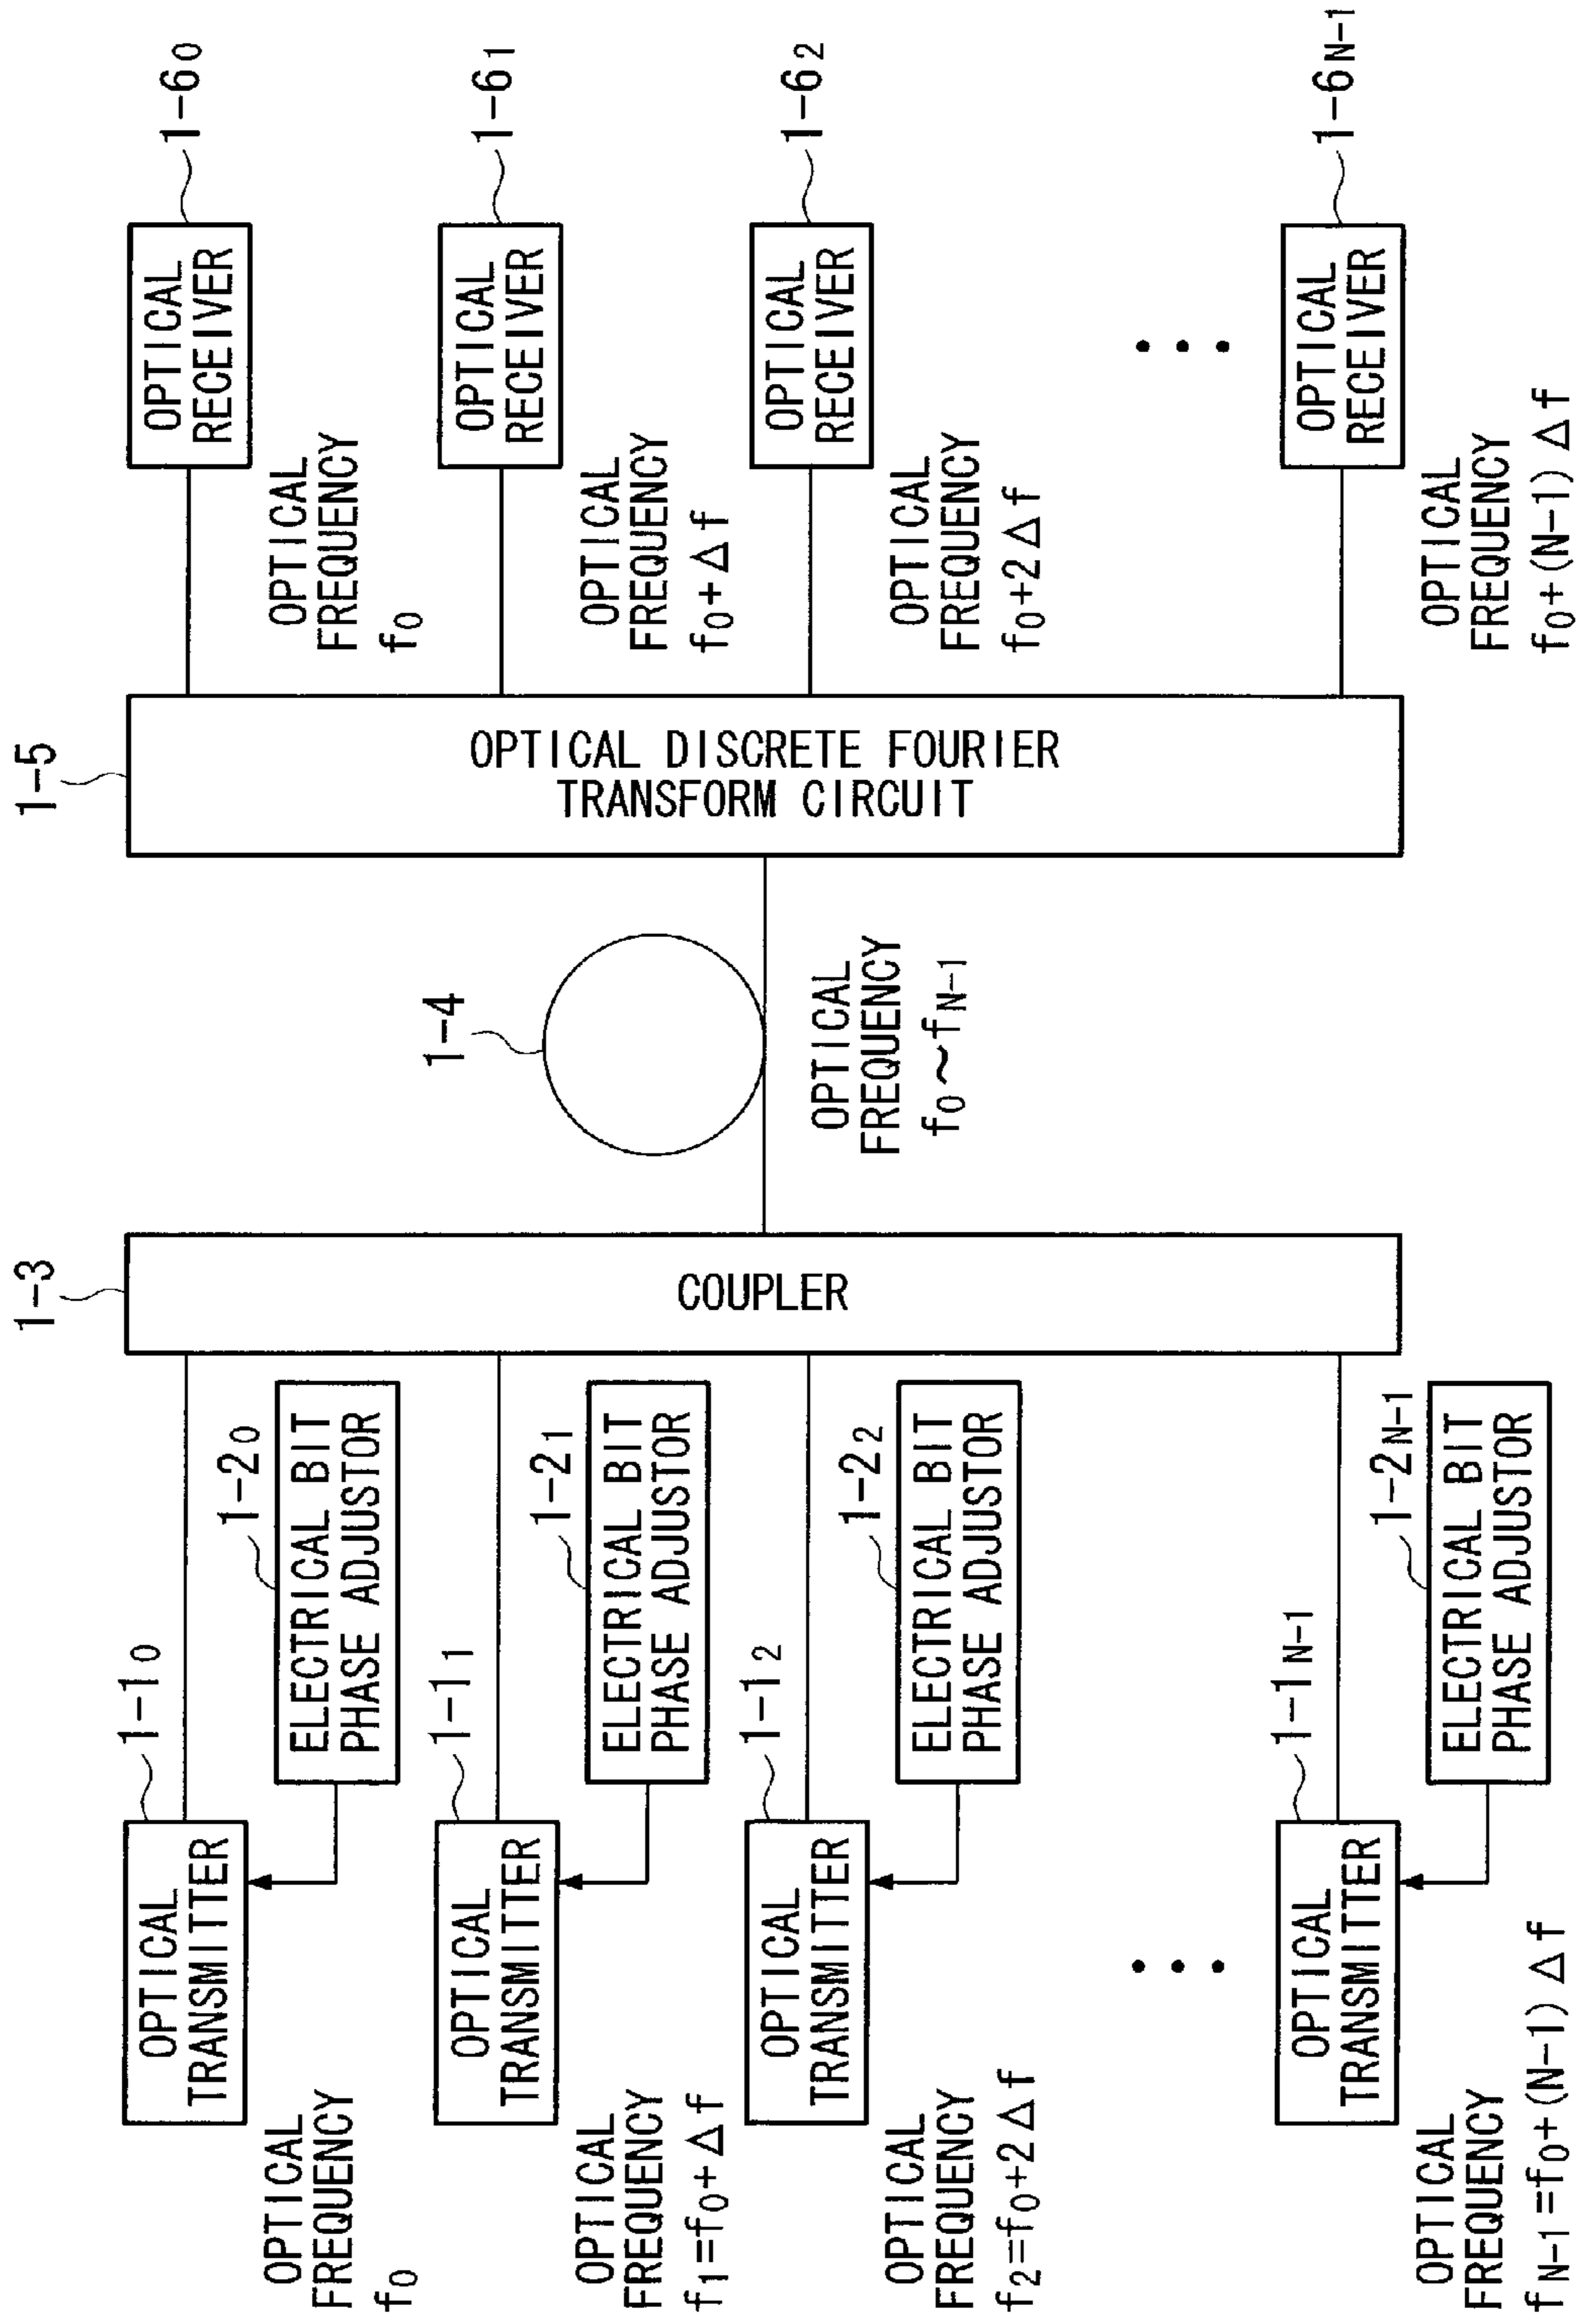 1-1₀
OPTICAL
TRANSMITTER
OPTICAL
FREQUENCY
f₀
1-2₀
ELECTRICAL BIT
PHASE ADJUSTOR
1-1₁
OPTICAL
TRANSMITTER
OPTICAL
FREQUENCY
f₁=f₀+Δf
1-2₁
ELECTRICAL BIT
PHASE ADJUSTOR
1-1₂
OPTICAL
TRANSMITTER
OPTICAL
FREQUENCY
f₂=f₀+2Δf
1-2₂
ELECTRICAL BIT
PHASE ADJUSTOR
1-1N-1
OPTICAL
TRANSMITTER
OPTICAL
FREQUENCY
fN-1=f₀+(N-1)Δf
1-2N-1
ELECTRICAL BIT
PHASE ADJUSTOR
1-3
COUPLER
1-4
OPTICAL
FREQUENCY
f₀~fN-1
1-5
OPTICAL DISCRETE FOURIER
TRANSFORM CIRCUIT
OPTICAL
RECEIVER
1-6₀
OPTICAL
FREQUENCY
f₀
OPTICAL
RECEIVER
1-6₁
OPTICAL
FREQUENCY
f₀+Δf
OPTICAL
RECEIVER
1-6₂
OPTICAL
FREQUENCY
f₀+2Δf
OPTICAL
RECEIVER
1-6N-1
OPTICAL
FREQUENCY
f₀+(N-1)Δf